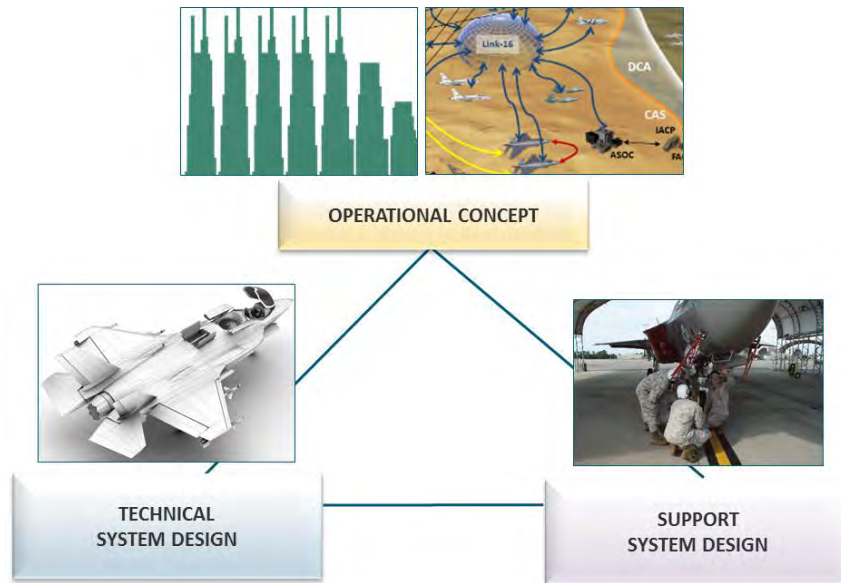 Link-16
DCA
CAS
IACP
ASOC
OPERATIONAL CONCEPT
TECHNICAL
SYSTEM DESIGN
SUPPORT
SYSTEM DESIGN